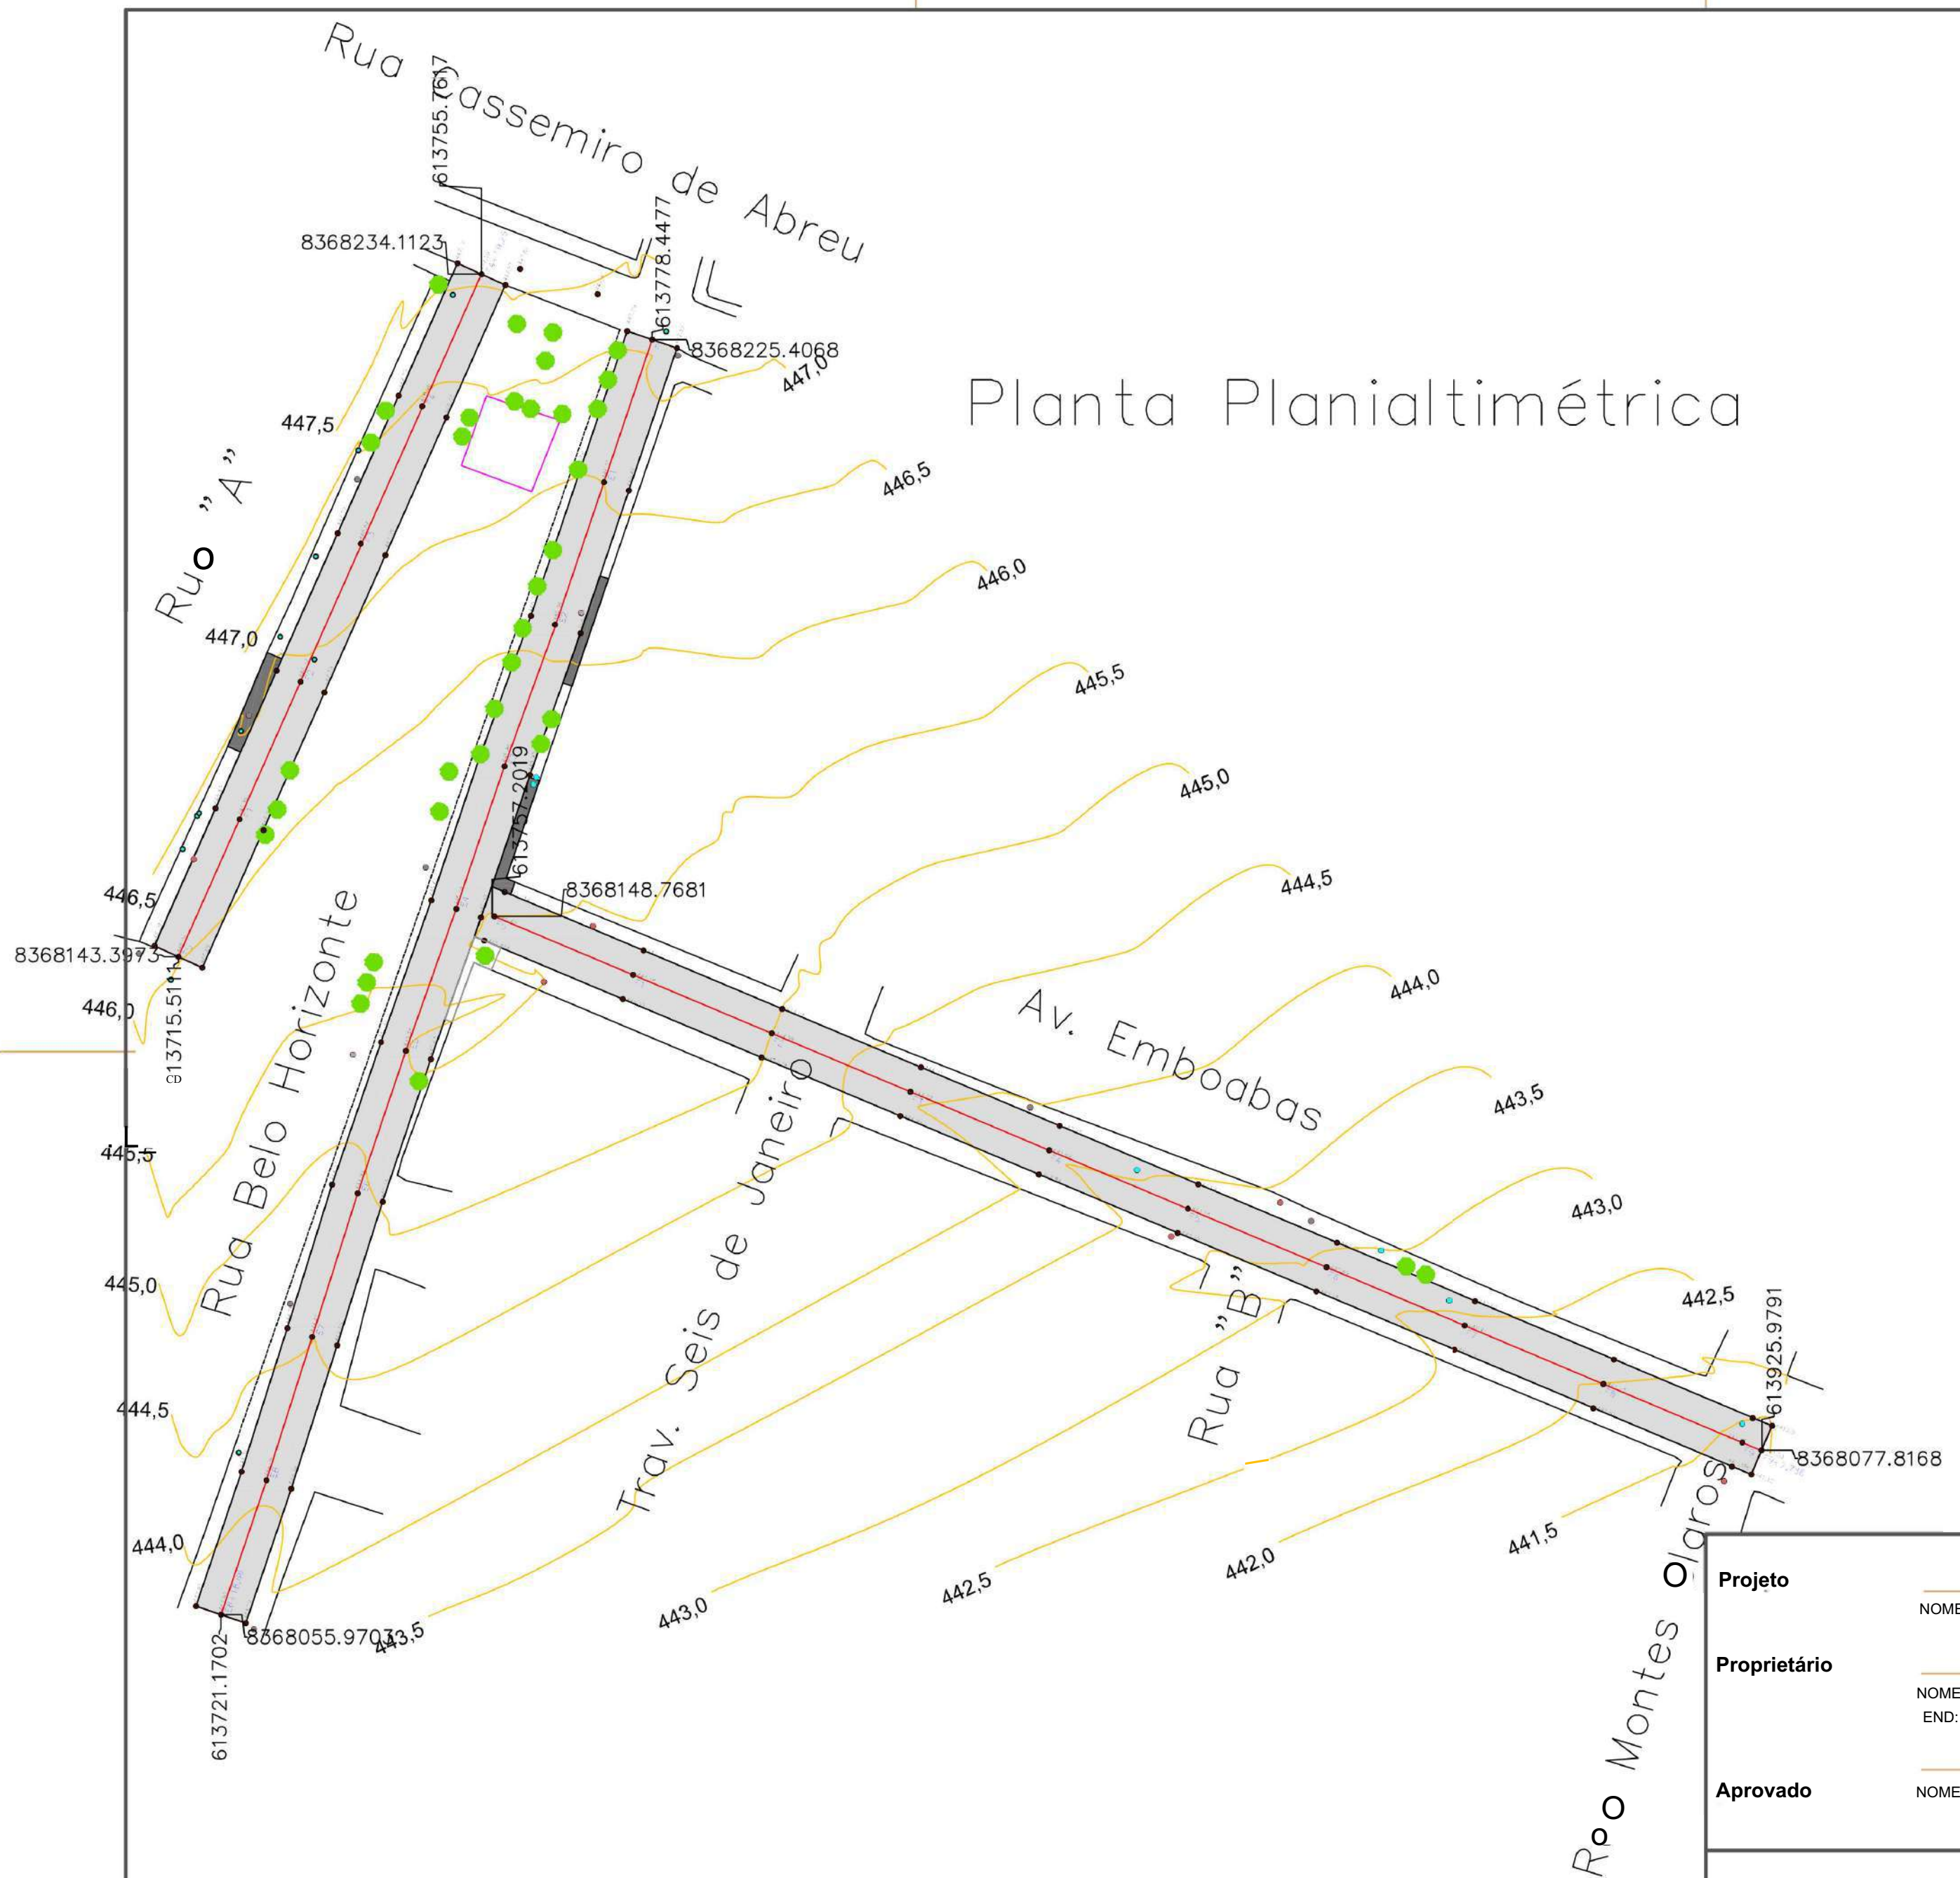 Rua Cassemiro de Abreu
613755.7617
8368234.1123
613778.4477
8368225.4068
447,0
Planta Planialtimétrica
447,5
446,5
Ruo "A"
446,0
447,0
445,5
445,0
613757.2019
8368148.7681
444,5
446,5
8368143.3973
613715.5111
CD
446,0
444,0
Av. Emboabas
443,5
Rua Belo Horizonte
445,5
443,0
Trav. Seis de Janeiro
445,0
442,5
Rua "B"
613925.9791
444,5
8368077.8168
444,0
441,5
442,0
442,5
443,0
443,5
8368055.9703
613721.1702
Montes
Projeto
NOME
Proprietário
NOME
END:
Aprovado
NOME